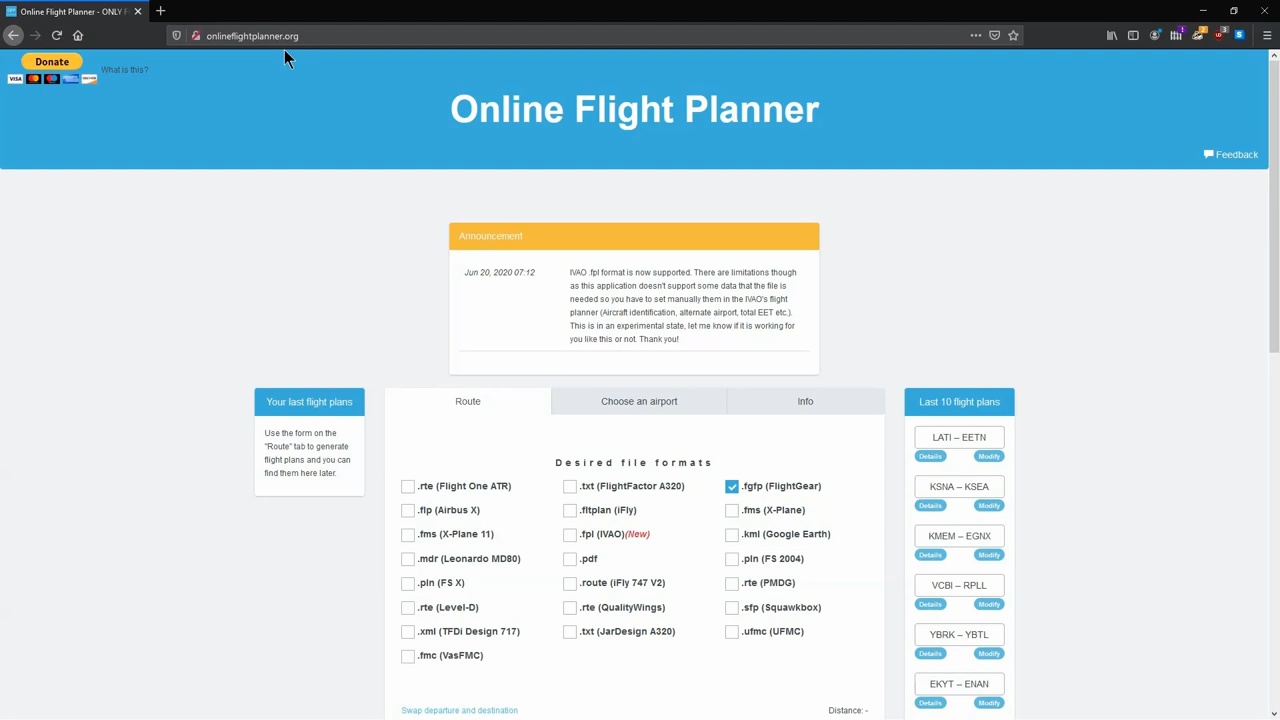 Online Flight Planner - ONLY F
onlineflightplanner.org
Donate
What is this?
VISA
Online Flight Planner
Feedback
Announcement
Jun 20, 2020 07:12
IVAO .fpl format is now supported. There are limitations though
as this application doesn't support some data that the file is
needed so you have to set manually them in the IVAO's flight
planner (Aircraft identification, alternate airport, total EET etc.).
This is in an experimental state, let me know if it is working for
you like this or not. Thank you!
Your last flight plans
Use the form on the
"Route" tab to generate
flight plans and you can
find them here later.
Route
Choose an airport
Info
Desired file formats
.rte (Flight One ATR)
.txt (FlightFactor A320)
.fgfp (FlightGear)
.flp (Airbus X)
.fltplan (iFly)
.fms (X-Plane)
.fms (X-Plane 11)
.fpl (IVAO)(New)
.kml (Google Earth)
.mdr (Leonardo MD80)
.pdf
.pln (FS 2004)
.pln (FS X)
.route (iFly 747 V2)
.rte (PMDG)
.rte (Level-D)
.rte (QualityWings)
.sfp (Squawkbox)
.xml (TFDi Design 717)
.txt (JarDesign A320)
.ufmc (UFMC)
.fmc (VasFMC)
Swap departure and destination
Distance: -
Last 10 flight plans
LATI – EETN
Details
Modify
KSNA – KSEA
Details
Modify
KMEM – EGNX
Details
Modify
VCBI – RPLL
Details
Modify
YBRK – YBTL
Details
Modify
EKYT – ENAN
Details
Modify